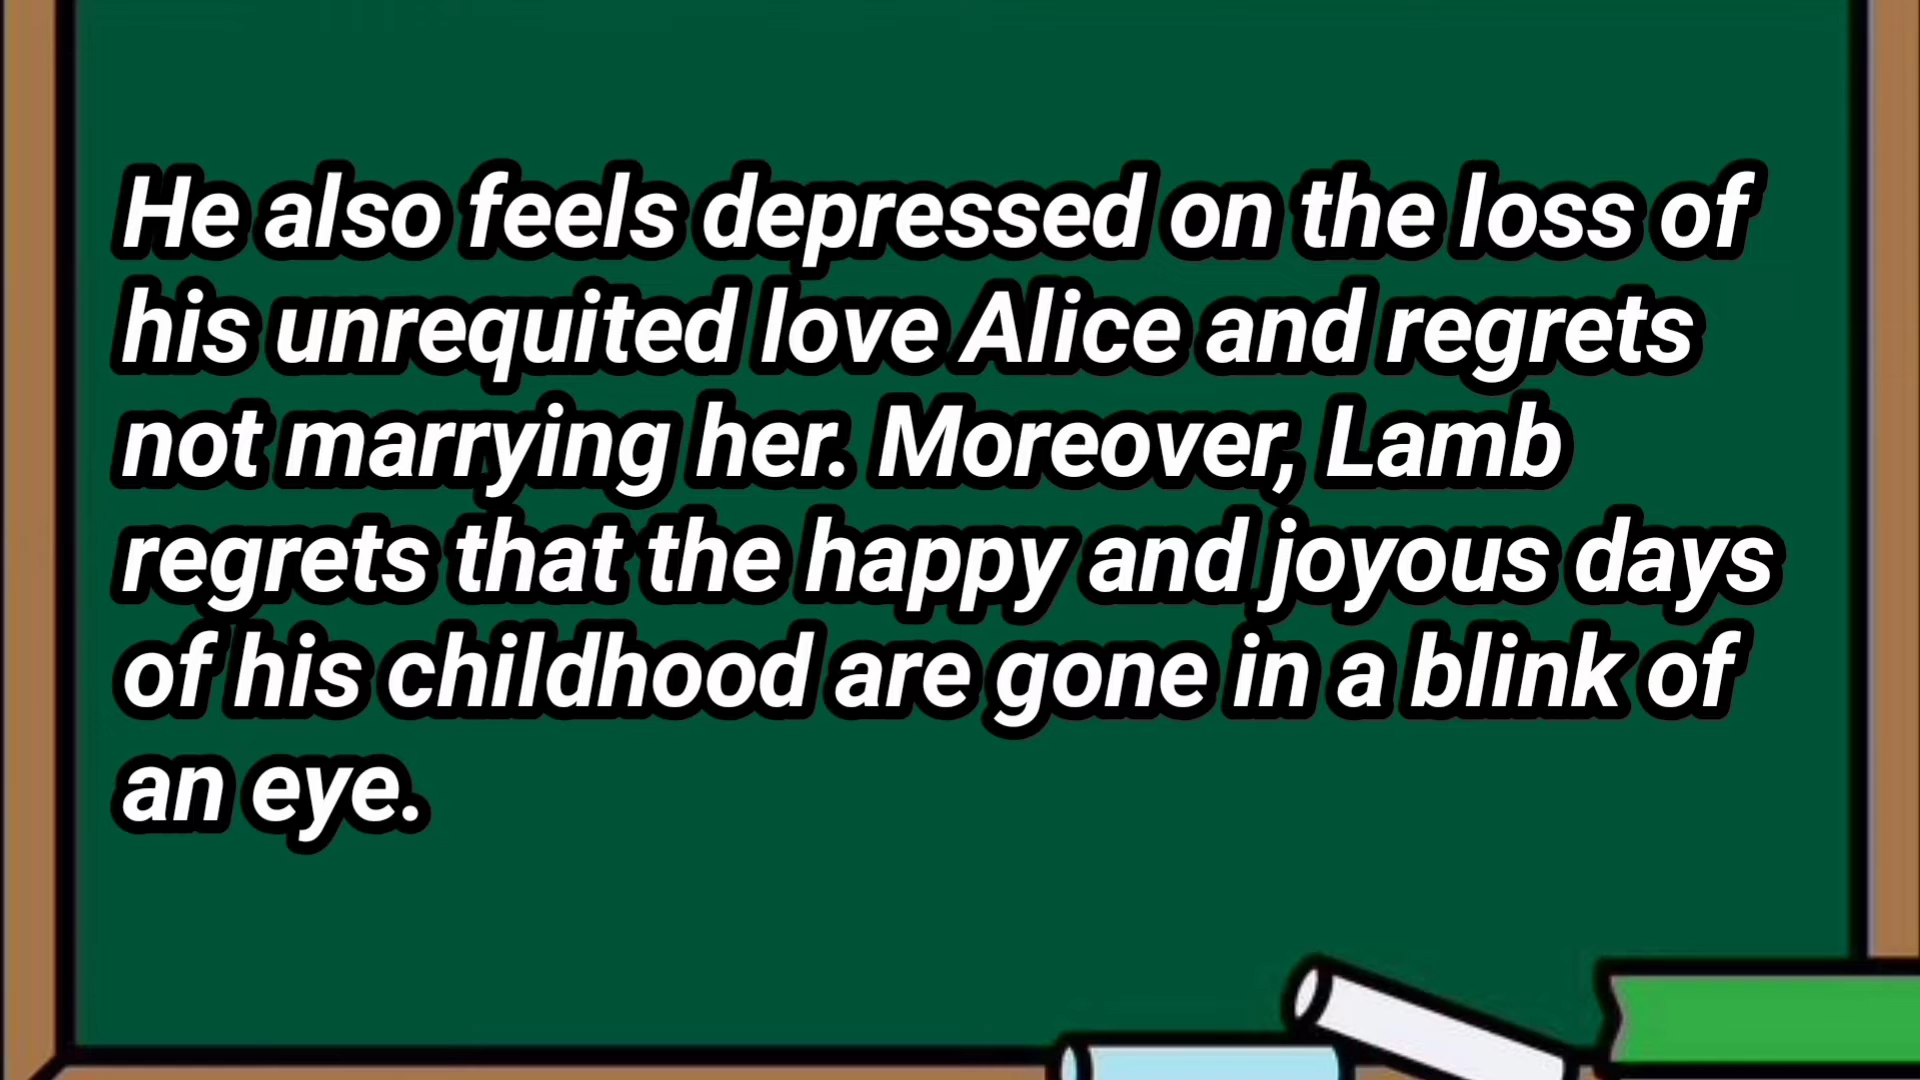 He also feels depressed on the loss of
his unrequited love Alice and regrets
not marrying her. Moreover, Lamb
regrets that the happy and joyous days
of his childhood are gone in a blink of
an eye.